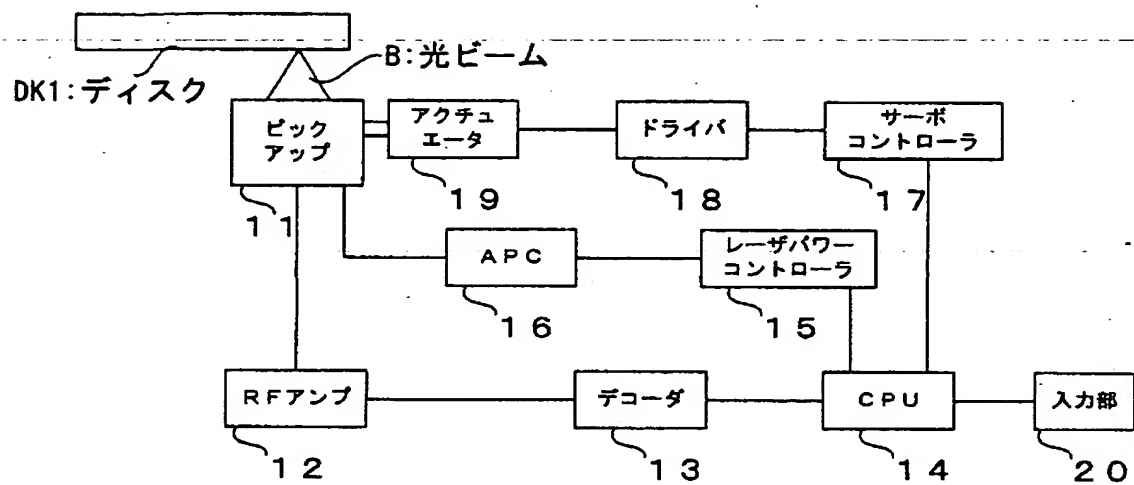 B:光ビーム
DK1:ディスク
ピック
アップ
アクチュ
エータ
ドライバ
サーボ
コントローラ
11
19
18
17
APC
レーザパワー
コントローラ
16
15
RFアンプ
デコーダ
CPU
入力部
12
13
14
20